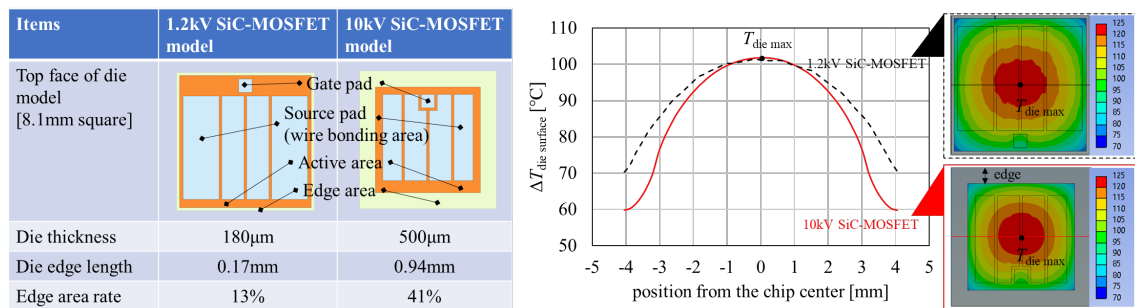 Items
1.2kV SiC-MOSFET
model
10kV SiC-MOSFET
model
Top face of die
model
[8.1mm square]
Gate pad
Source pad
(wire bonding area)
Active area
Edge area
Die thickness
180μm
500μm
Die edge length
0.17mm
0.94mm
Edge area rate
13%
41%
ΔT die surface [℃]
110
100
90
80
70
60
50
-5 -4 -3 -2 -1 0 1 2 3 4 5
position from the chip center [mm]
T die max
1.2kV SiC-MOSFET
10kV SiC-MOSFET
T die max
125
120
115
110
105
100
95
90
85
80
75
70
edge
T die max
125
120
115
110
105
100
95
90
85
80
75
70